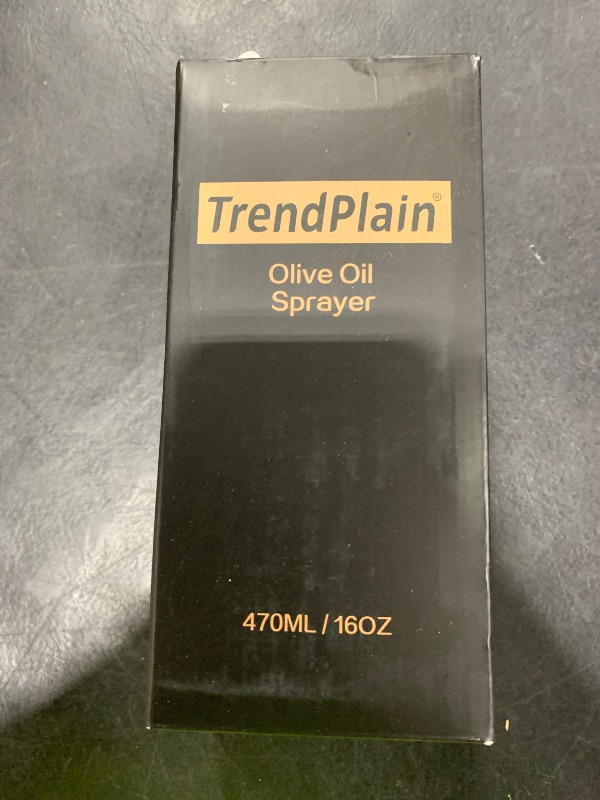 TrendPlain®
Olive Oil
Sprayer
470ML / 16OZ